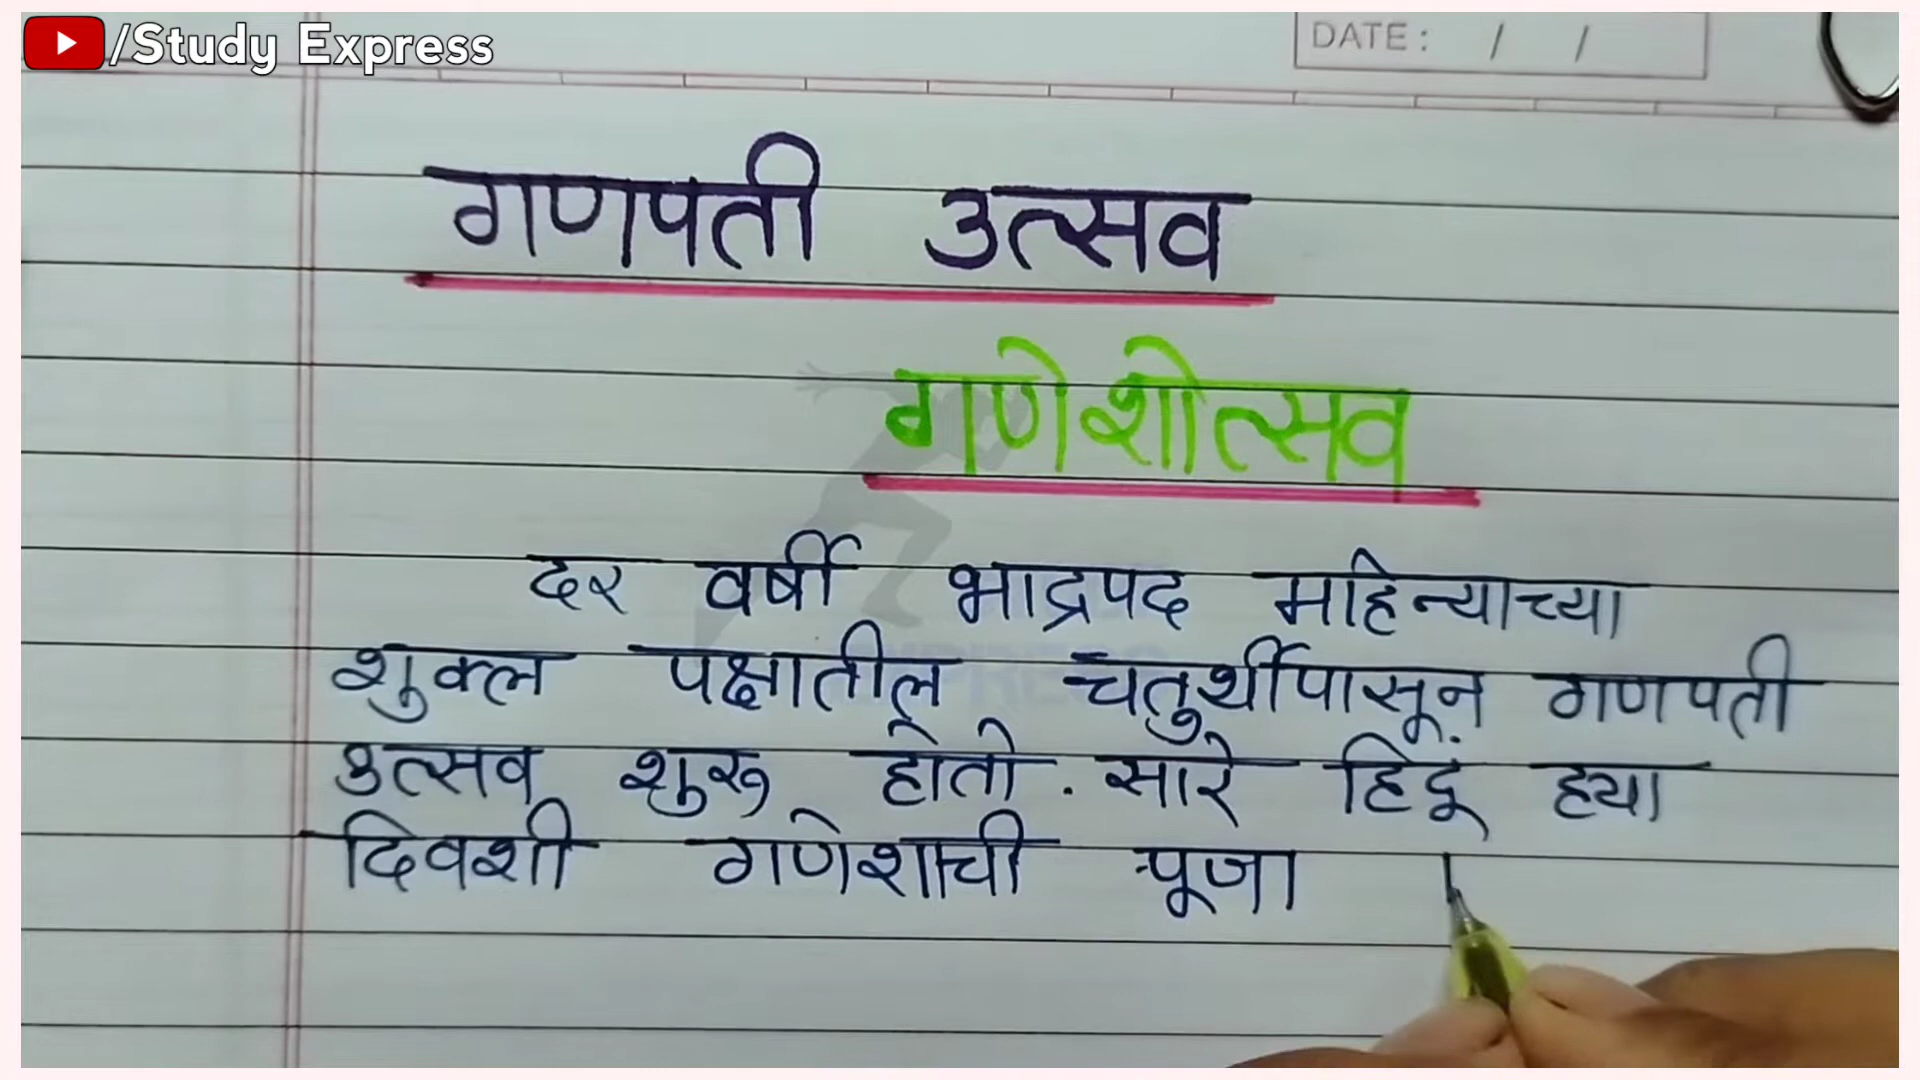 /Study Express
DATE: / /
गणपती उत्सव
गणेशोत्सव
दर वर्षी भाद्रपद महिन्याच्या
शुक्ल पक्षातील चतुर्थीपासून गणपती
उत्सव शुरू होतो. सारे हिंदू ह्या
दिवशी गणेशाची पूजा